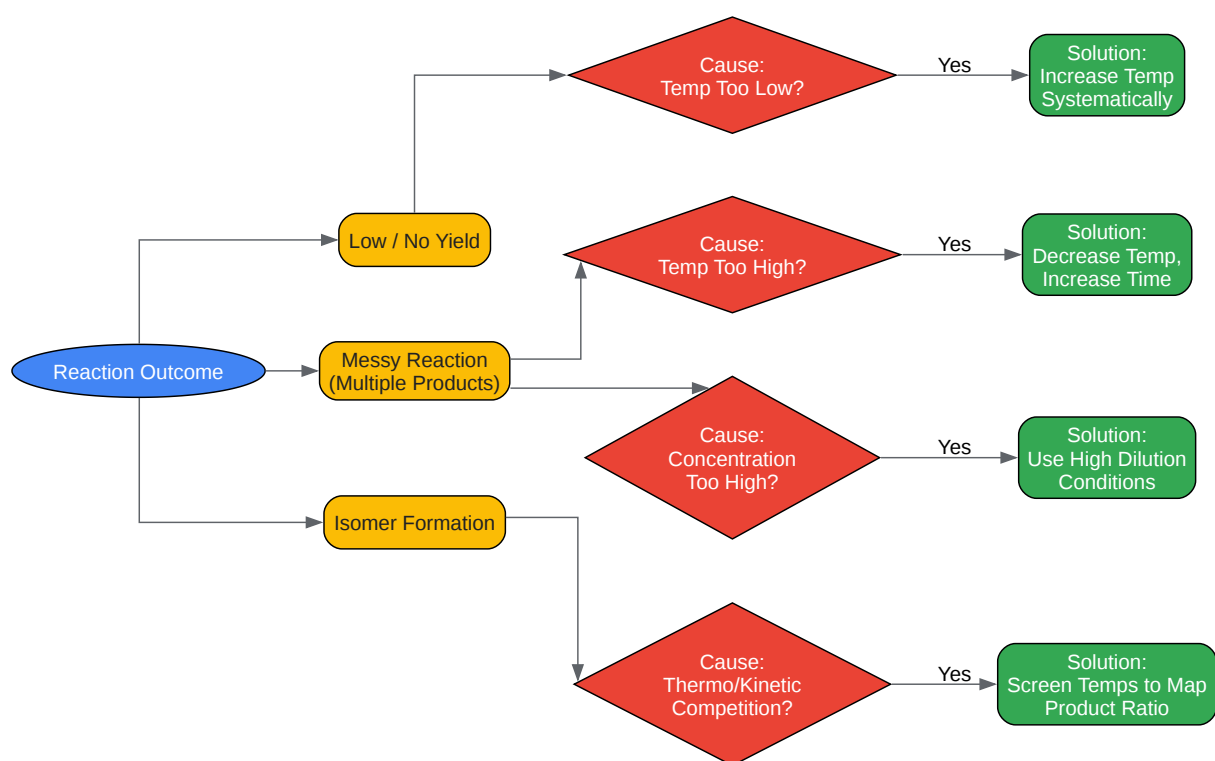 Cause:
Temp Too Low?
Yes
Solution:
Increase Temp
Systematically
Low / No Yield
Cause:
Temp Too High?
Yes
Solution:
Decrease Temp,
Increase Time
Reaction Outcome
Messy Reaction
(Multiple Products)
Cause:
Concentration
Too High?
Yes
Solution:
Use High Dilution
Conditions
Isomer Formation
Cause:
Thermo/Kinetic
Competition?
Yes
Solution:
Screen Temps to Map
Product Ratio